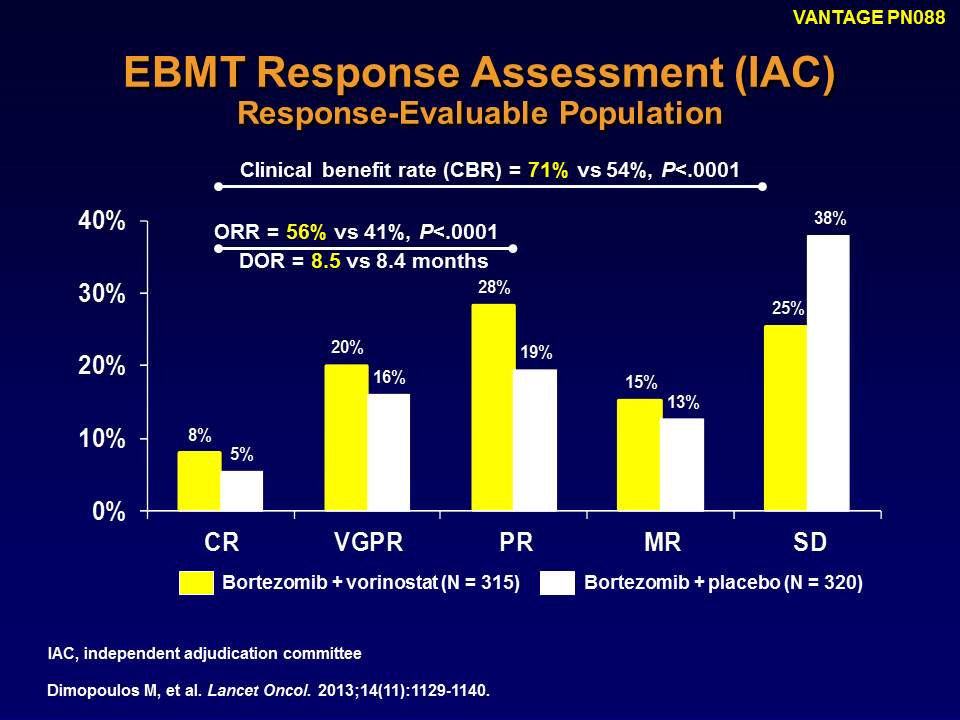 VANTAGE PN088
EBMT Response Assessment (IAC)
Response-Evaluable Population
Clinical benefit rate (CBR) = 71% vs 54%, P<.0001
ORR = 56% vs 41%, P<.0001
DOR = 8.5 vs 8.4 months
40%
30%
20%
10%
0%
8%
5%
20%
16%
28%
19%
15%
13%
25%
38%
CR VGPR PR MR SD
Bortezomib + vorinostat (N = 315) Bortezomib + placebo (N = 320)
IAC, independent adjudication committee
Dimopoulos M, et al. Lancet Oncol. 2013;14(11):1129-1140.